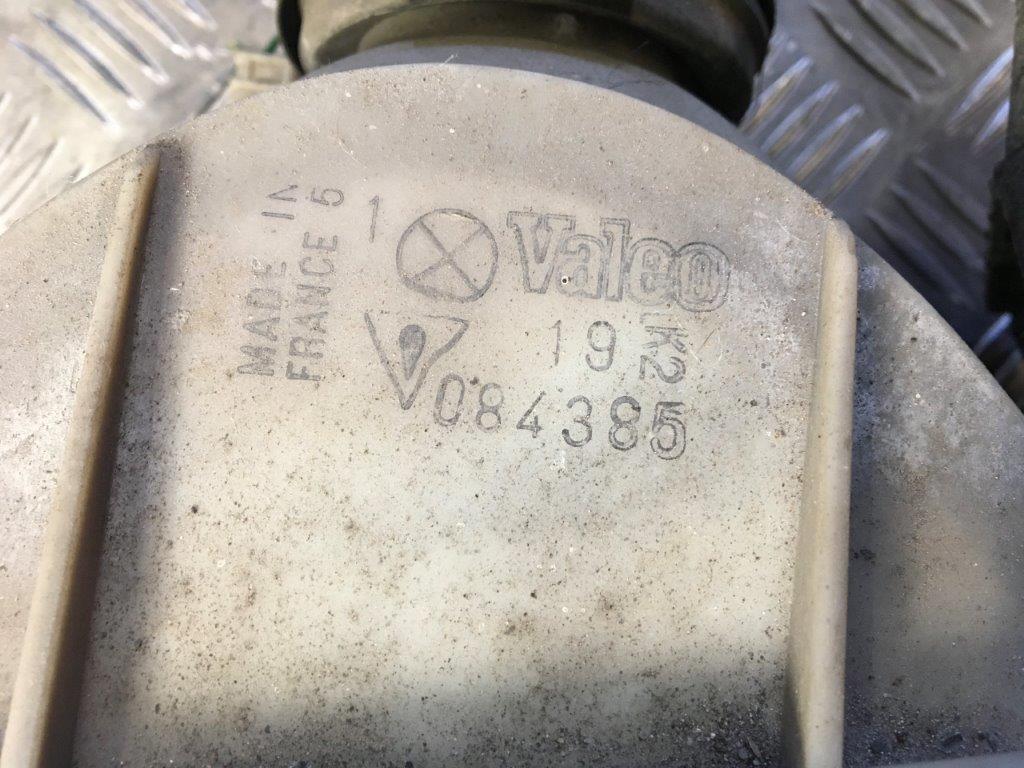 MADE IN
FRANCE 5
1
Valeo
19 K2
084385